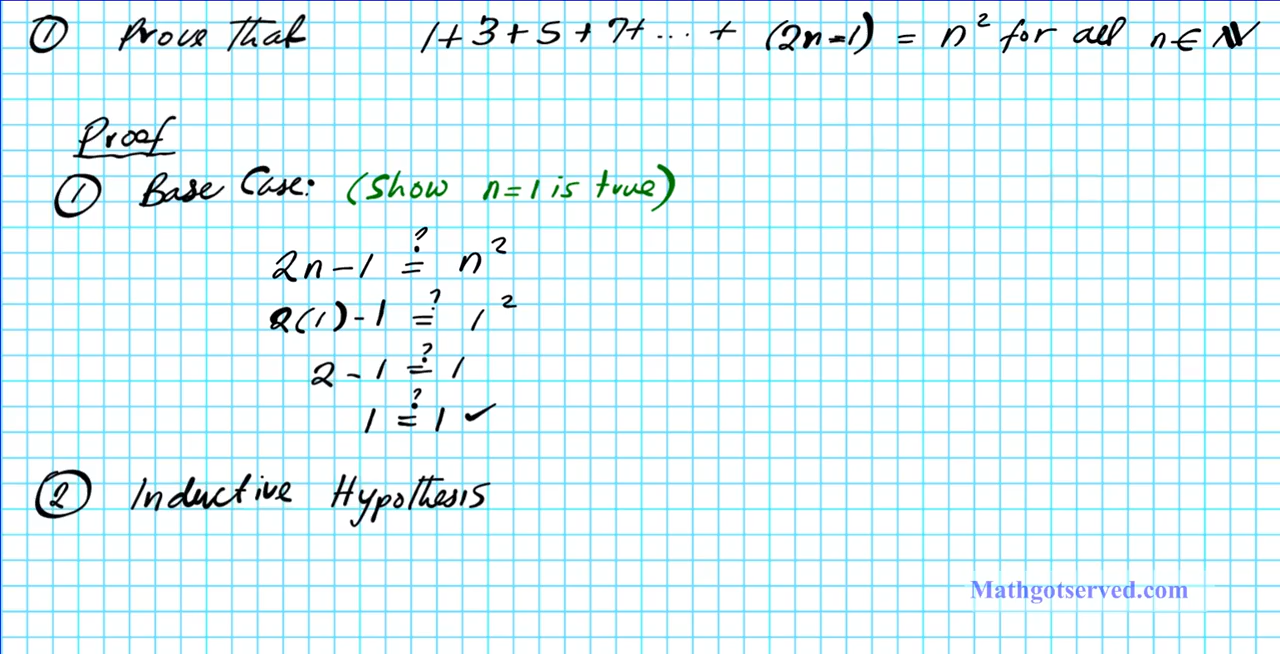 ① Prove That 1+3+5+7+...+(2n-1) = n² for all n∈ℕ
Proof
① Base Case: (Show n=1 is true)
2n-1 ≟ n²
2(1)-1 ≟ 1²
2-1 ≟ 1
1 ≟ 1 ✓
② Inductive Hypothesis
Mathgotserved.com